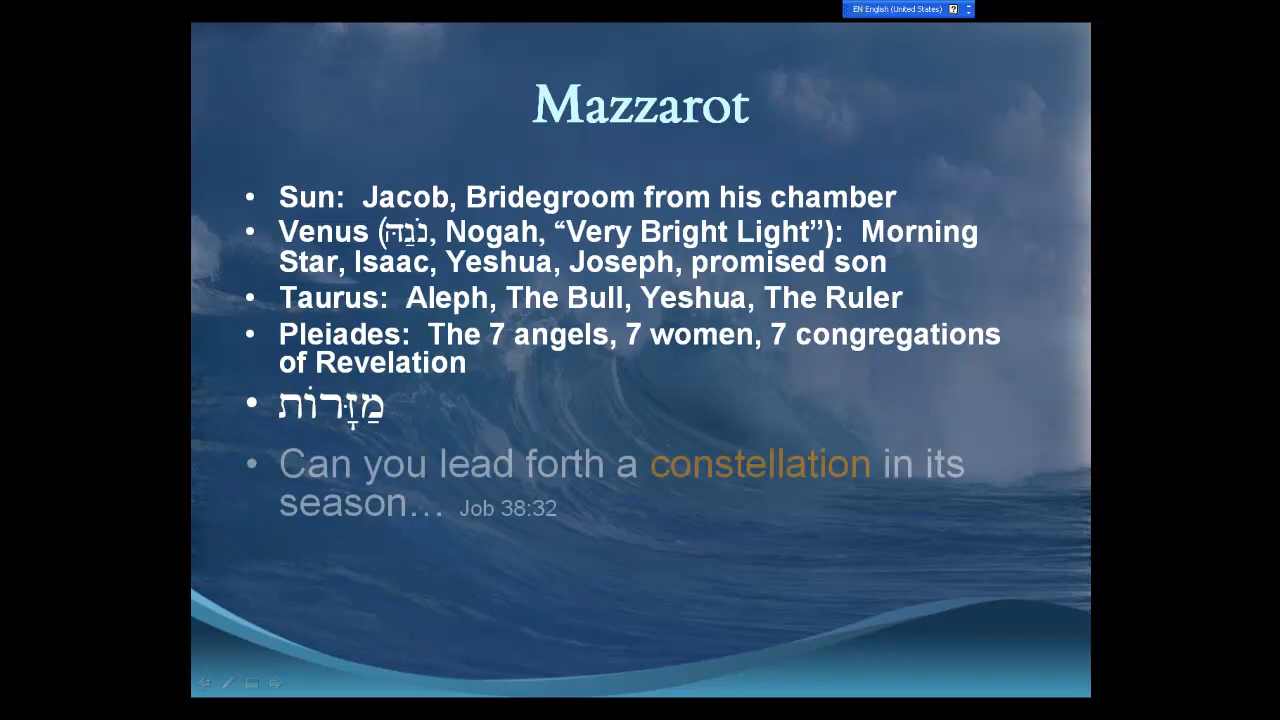 EN English (United States) ?
Mazzarot
• Sun: Jacob, Bridegroom from his chamber
• Venus (נֹגַהּ, Nogah, “Very Bright Light”): Morning
Star, Isaac, Yeshua, Joseph, promised son
• Taurus: Aleph, The Bull, Yeshua, The Ruler
• Pleiades: The 7 angels, 7 women, 7 congregations
of Revelation
• מַזָּרוֹת
• Can you lead forth a constellation in its
season… Job 38:32